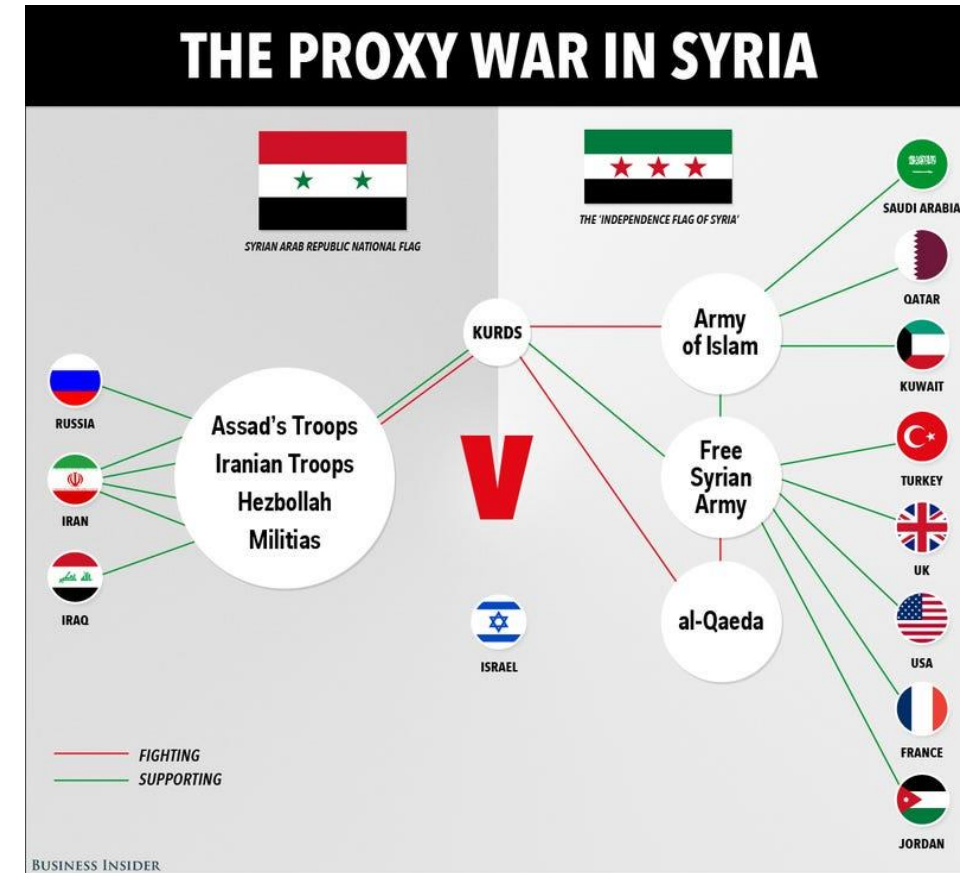 THE PROXY WAR IN SYRIA
SYRIAN ARAB REPUBLIC NATIONAL FLAG
THE 'INDEPENDENCE FLAG OF SYRIA'
SAUDI ARABIA
QATAR
KUWAIT
TURKEY
UK
USA
FRANCE
JORDAN
KURDS
Army
of Islam
Free
Syrian
Army
al-Qaeda
RUSSIA
IRAN
IRAQ
Assad's Troops
Iranian Troops
Hezbollah
Militias
V
ISRAEL
FIGHTING
SUPPORTING
BUSINESS INSIDER